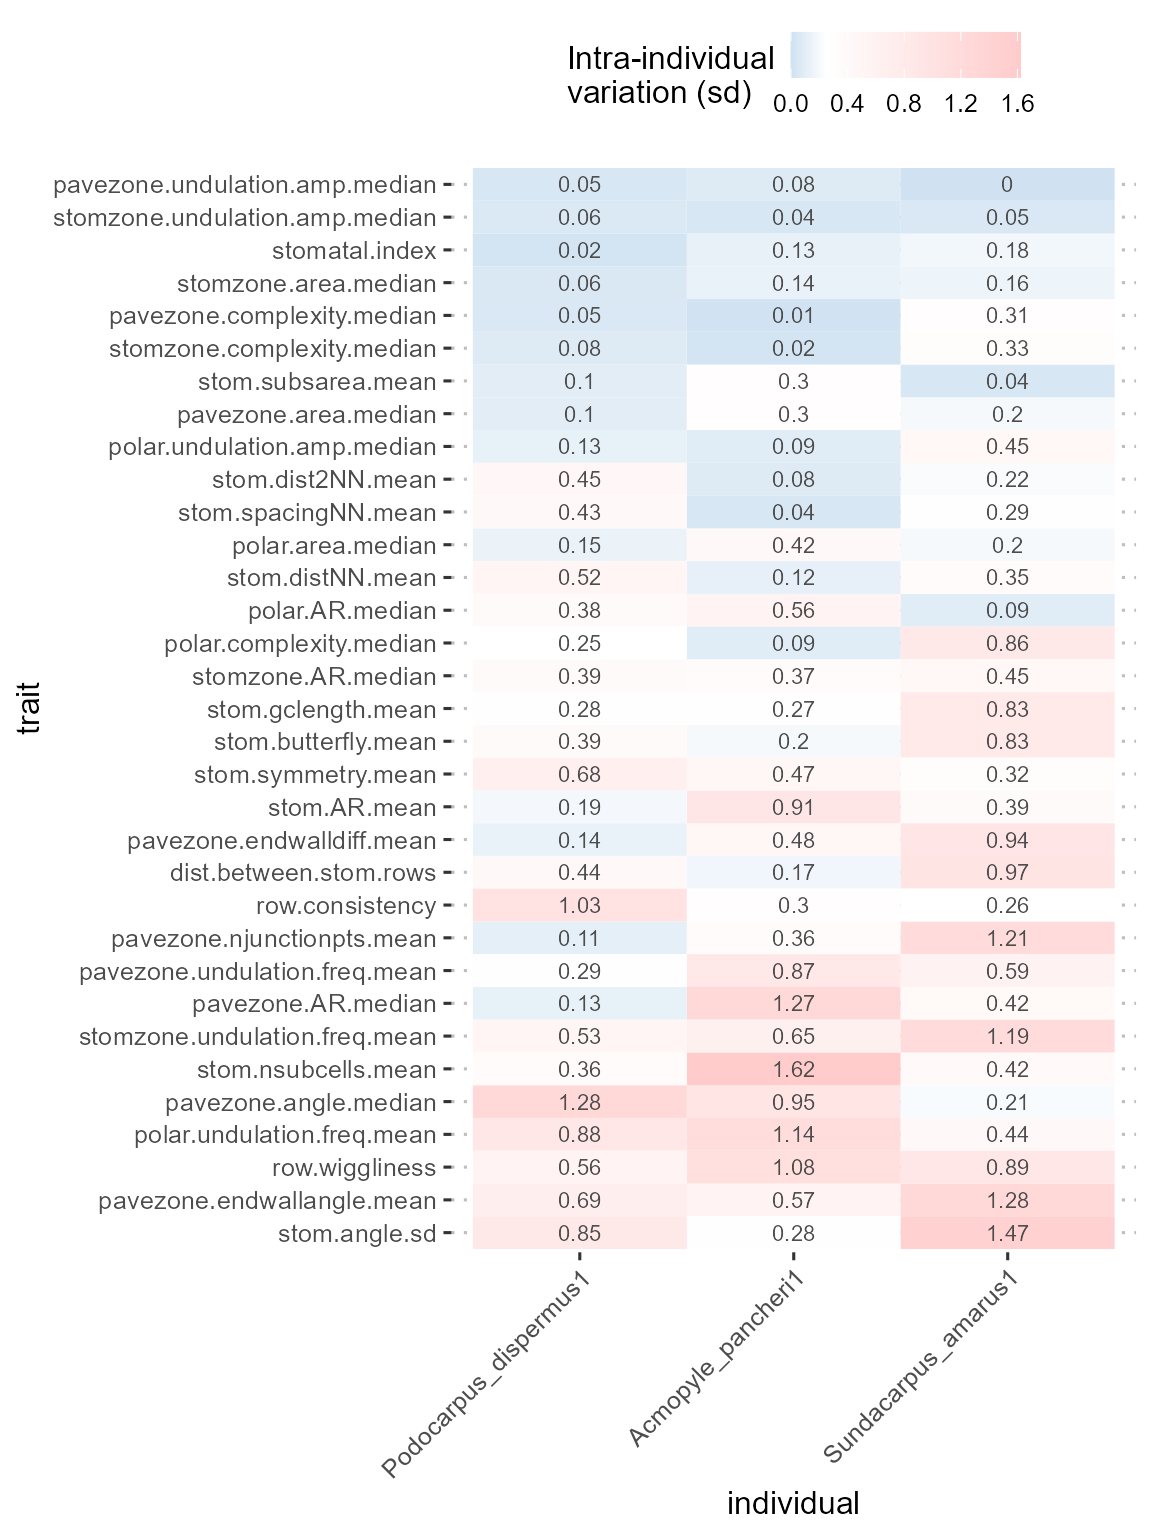 Intra-individual
variation (sd)
0.0 0.4 0.8 1.2 1.6
pavezone.undulation.amp.median 0.05 0.08 0
stomzone.undulation.amp.median 0.06 0.04 0.05
stomatal.index 0.02 0.13 0.18
stomzone.area.median 0.06 0.14 0.16
pavezone.complexity.median 0.05 0.01 0.31
stomzone.complexity.median 0.08 0.02 0.33
stom.subsarea.mean 0.1 0.3 0.04
pavezone.area.median 0.1 0.3 0.2
polar.undulation.amp.median 0.13 0.09 0.45
stom.dist2NN.mean 0.45 0.08 0.22
stom.spacingNN.mean 0.43 0.04 0.29
polar.area.median 0.15 0.42 0.2
stom.distNN.mean 0.52 0.12 0.35
polar.AR.median 0.38 0.56 0.09
polar.complexity.median 0.25 0.09 0.86
stomzone.AR.median 0.39 0.37 0.45
stom.gclength.mean 0.28 0.27 0.83
stom.butterfly.mean 0.39 0.2 0.83
stom.symmetry.mean 0.68 0.47 0.32
stom.AR.mean 0.19 0.91 0.39
pavezone.endwalldiff.mean 0.14 0.48 0.94
dist.between.stom.rows 0.44 0.17 0.97
row.consistency 1.03 0.3 0.26
pavezone.njunctionpts.mean 0.11 0.36 1.21
pavezone.undulation.freq.mean 0.29 0.87 0.59
pavezone.AR.median 0.13 1.27 0.42
stomzone.undulation.freq.mean 0.53 0.65 1.19
stom.nsubcells.mean 0.36 1.62 0.42
pavezone.angle.median 1.28 0.95 0.21
polar.undulation.freq.mean 0.88 1.14 0.44
row.wiggliness 0.56 1.08 0.89
pavezone.endwallangle.mean 0.69 0.57 1.28
stom.angle.sd 0.85 0.28 1.47
trait
Podocarpus_dispermus1
Acmopyle_pancheri1
Sundacarpus_amarus1
individual